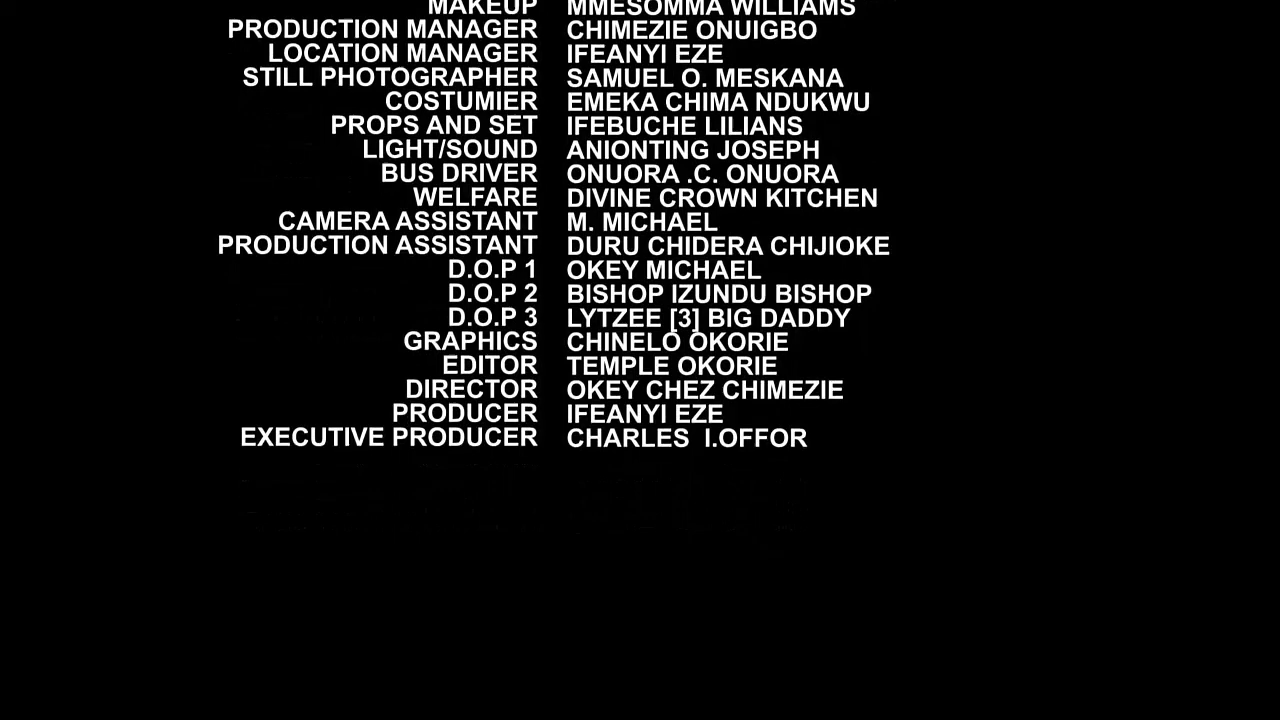 MAKEUP MMESOMMA WILLIAMS
PRODUCTION MANAGER CHIMEZIE ONUIGBO
LOCATION MANAGER IFEANYI EZE
STILL PHOTOGRAPHER SAMUEL O. MESKANA
COSTUMIER EMEKA CHIMA NDUKWU
PROPS AND SET IFEBUCHE LILIANS
LIGHT/SOUND ANIONTING JOSEPH
BUS DRIVER ONUORA .C. ONUORA
WELFARE DIVINE CROWN KITCHEN
CAMERA ASSISTANT M. MICHAEL
PRODUCTION ASSISTANT DURU CHIDERA CHIJIOKE
D.O.P 1 OKEY MICHAEL
D.O.P 2 BISHOP IZUNDU BISHOP
D.O.P 3 LYTZEE [3] BIG DADDY
GRAPHICS CHINELO OKORIE
EDITOR TEMPLE OKORIE
DIRECTOR OKEY CHEZ CHIMEZIE
PRODUCER IFEANYI EZE
EXECUTIVE PRODUCER CHARLES I.OFFOR